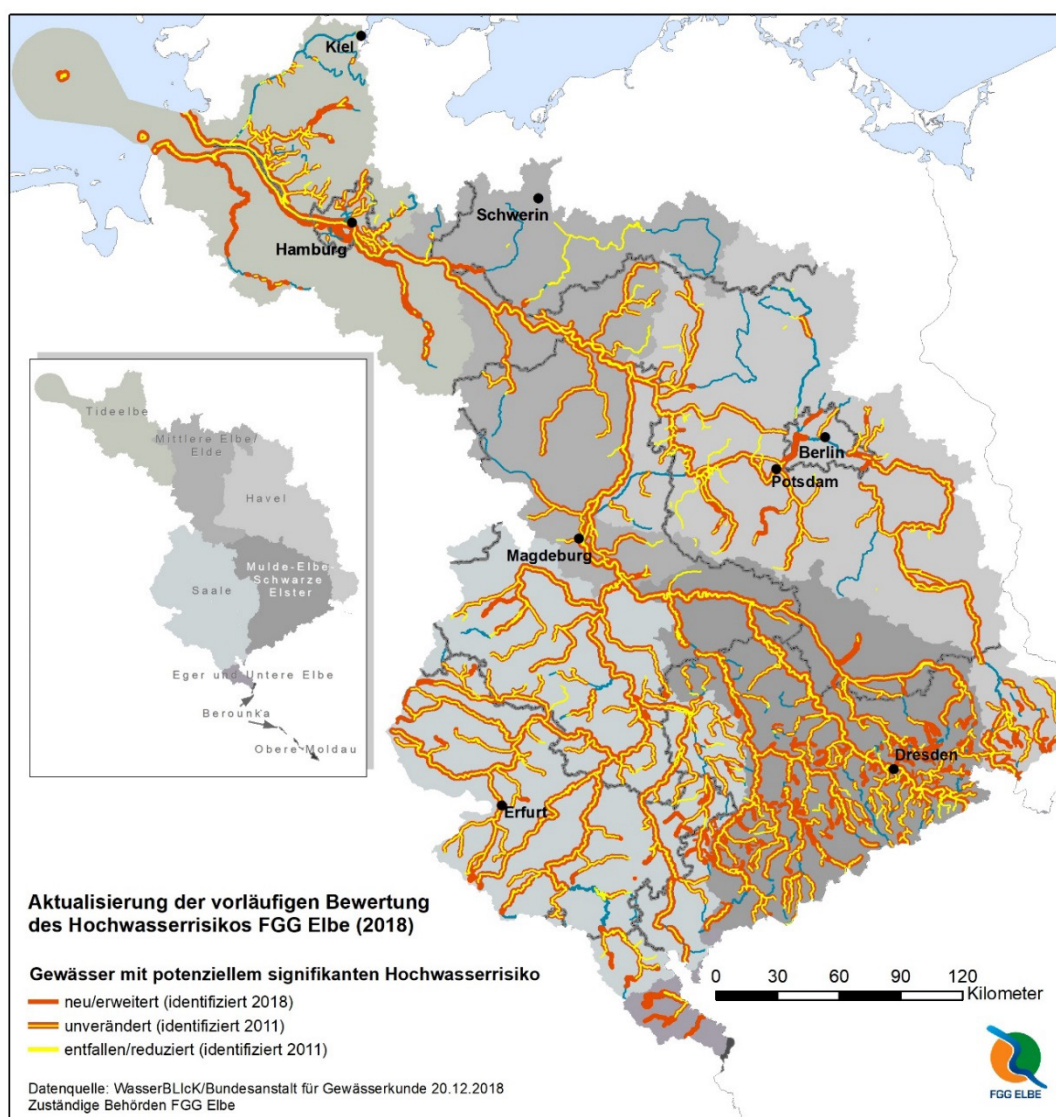 Kiel
Schwerin
Hamburg
Berlin
Potsdam
Magdeburg
Dresden
Erfurt
Tideelbe
Mittlere Elbe/
Elde
Havel
Mulde-Elbe-
Schwarze
Elster
Saale
Eger und Untere Elbe
Berounka
Obere Moldau
Aktualisierung der vorläufigen Bewertung
des Hochwasserrisikos FGG Elbe (2018)
Gewässer mit potenziellem signifikanten Hochwasserrisiko
neu/erweitert (identifiziert 2018)
unverändert (identifiziert 2011)
entfallen/reduziert (identifiziert 2011)
Datenquelle: WasserBLIcK/Bundesanstalt für Gewässerkunde 20.12.2018
Zuständige Behörden FGG Elbe
0 30 60 90 120
Kilometer
FGG ELBE